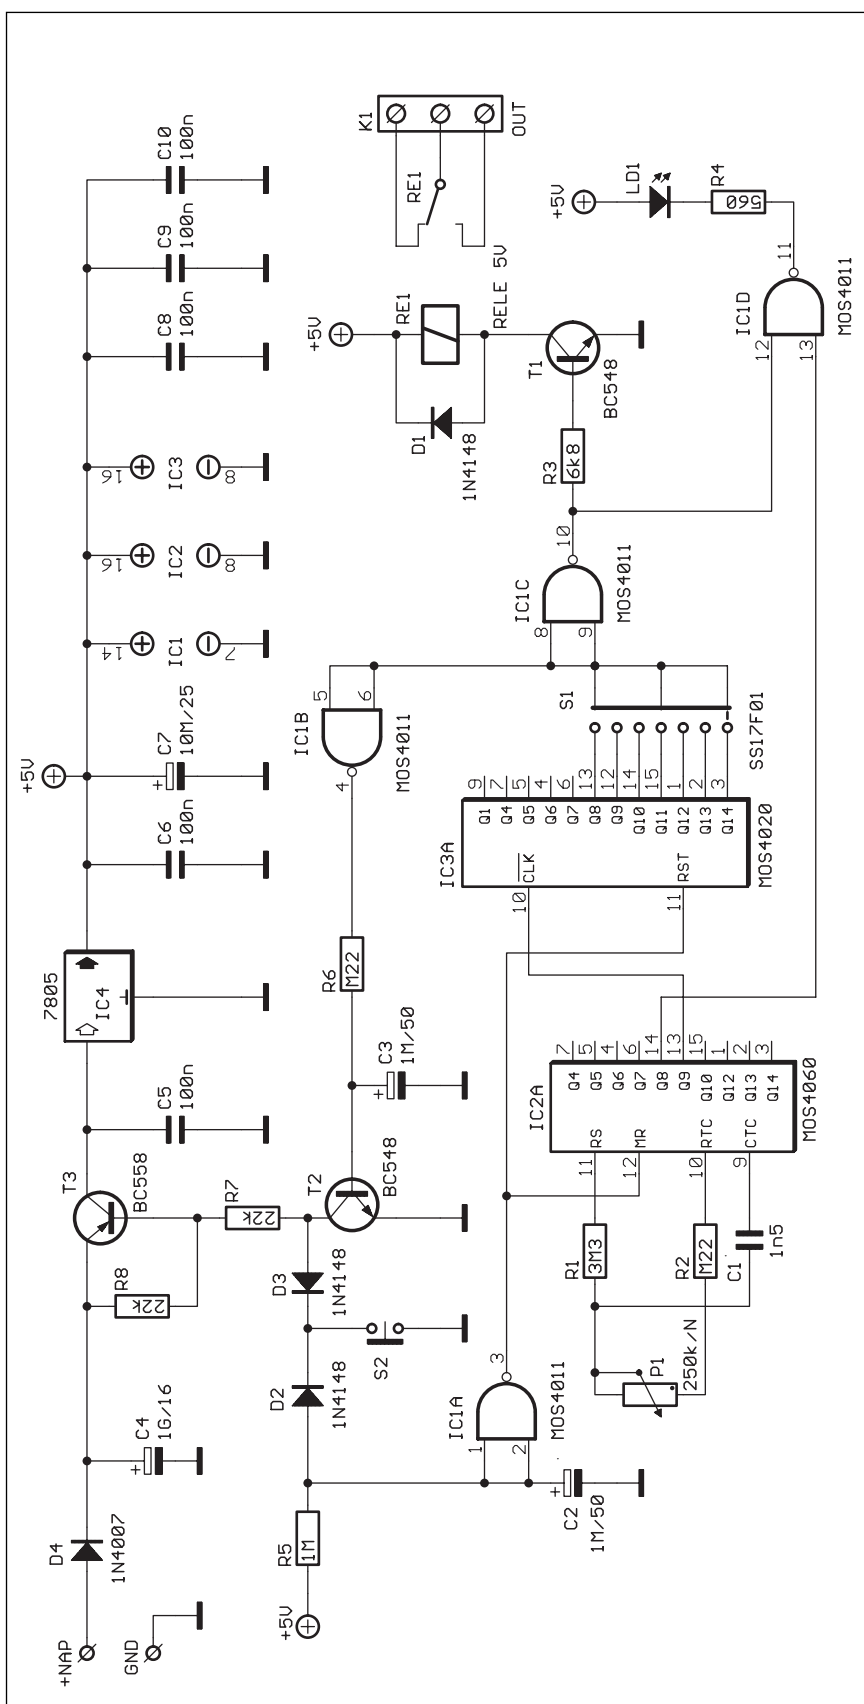 +NAP
GND
D4
1N4007
C4
1G/16
+
R8
22k
T3
BC558
R7
22k
C5
100n
7805
IC4
C6
100n
+5V
C7
10M/25
+
14
IC1
7
16
IC2
8
16
IC3
8
C8
100n
C9
100n
C10
100n
+5V
R5
1M
D2
1N4148
D3
1N4148
S2
T2
BC548
C3
1M/50
+
R6
M22
4
IC1B
MOS4011
5
6
+5V
D1
1N4148
RE1
RELE 5V
K1
RE1
OUT
T1
BC548
R3
6k8
10
IC1C
MOS4011
8
9
+5V
LD1
R4
560
11
IC1D
MOS4011
12
13
S1
SS17F01
IC3A
MOS4020
CLK
RST
10
11
Q1
Q4
Q5
Q6
Q7
Q8
Q9
Q10
Q11
Q12
Q13
Q14
9
7
5
4
6
13
12
14
15
1
2
3
IC2A
MOS4060
RS
MR
RTC
CTC
11
12
10
9
Q4
Q5
Q6
Q7
Q8
Q9
Q10
Q12
Q13
Q14
7
5
4
6
14
13
15
1
2
3
R1
3M3
R2
M22
C1
1n5
P1
250k/N
IC1A
MOS4011
1
2
3
C2
1M/50
+